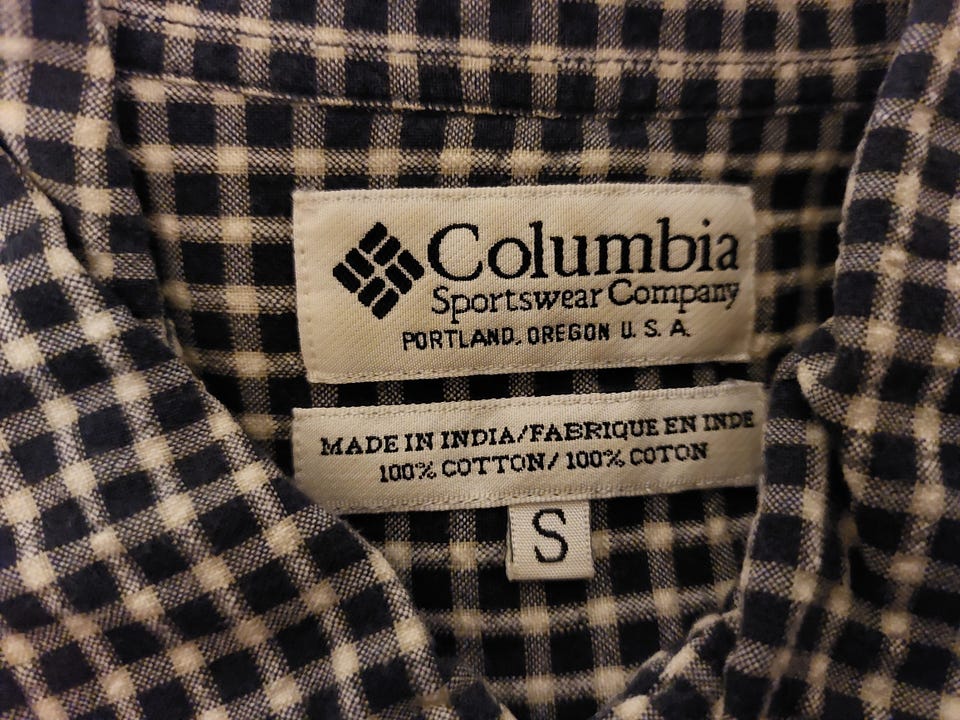 Columbia
Sportswear Company
PORTLAND, OREGON U. S. A.
MADE IN INDIA/FABRIQUE EN INDE
100% COTTON/ 100% COTON
S